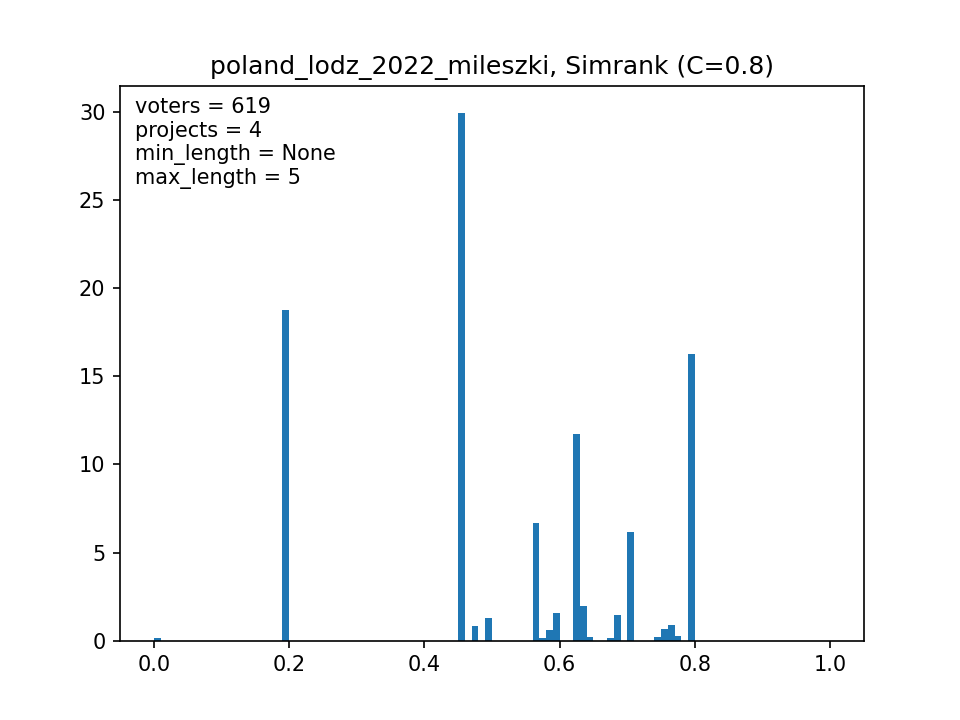 poland_lodz_2022_mileszki, Simrank (C=0.8)
voters = 619
projects = 4
min_length = None
max_length = 5
30
25
20
15
10
5
0
0.0 0.2 0.4 0.6 0.8 1.0